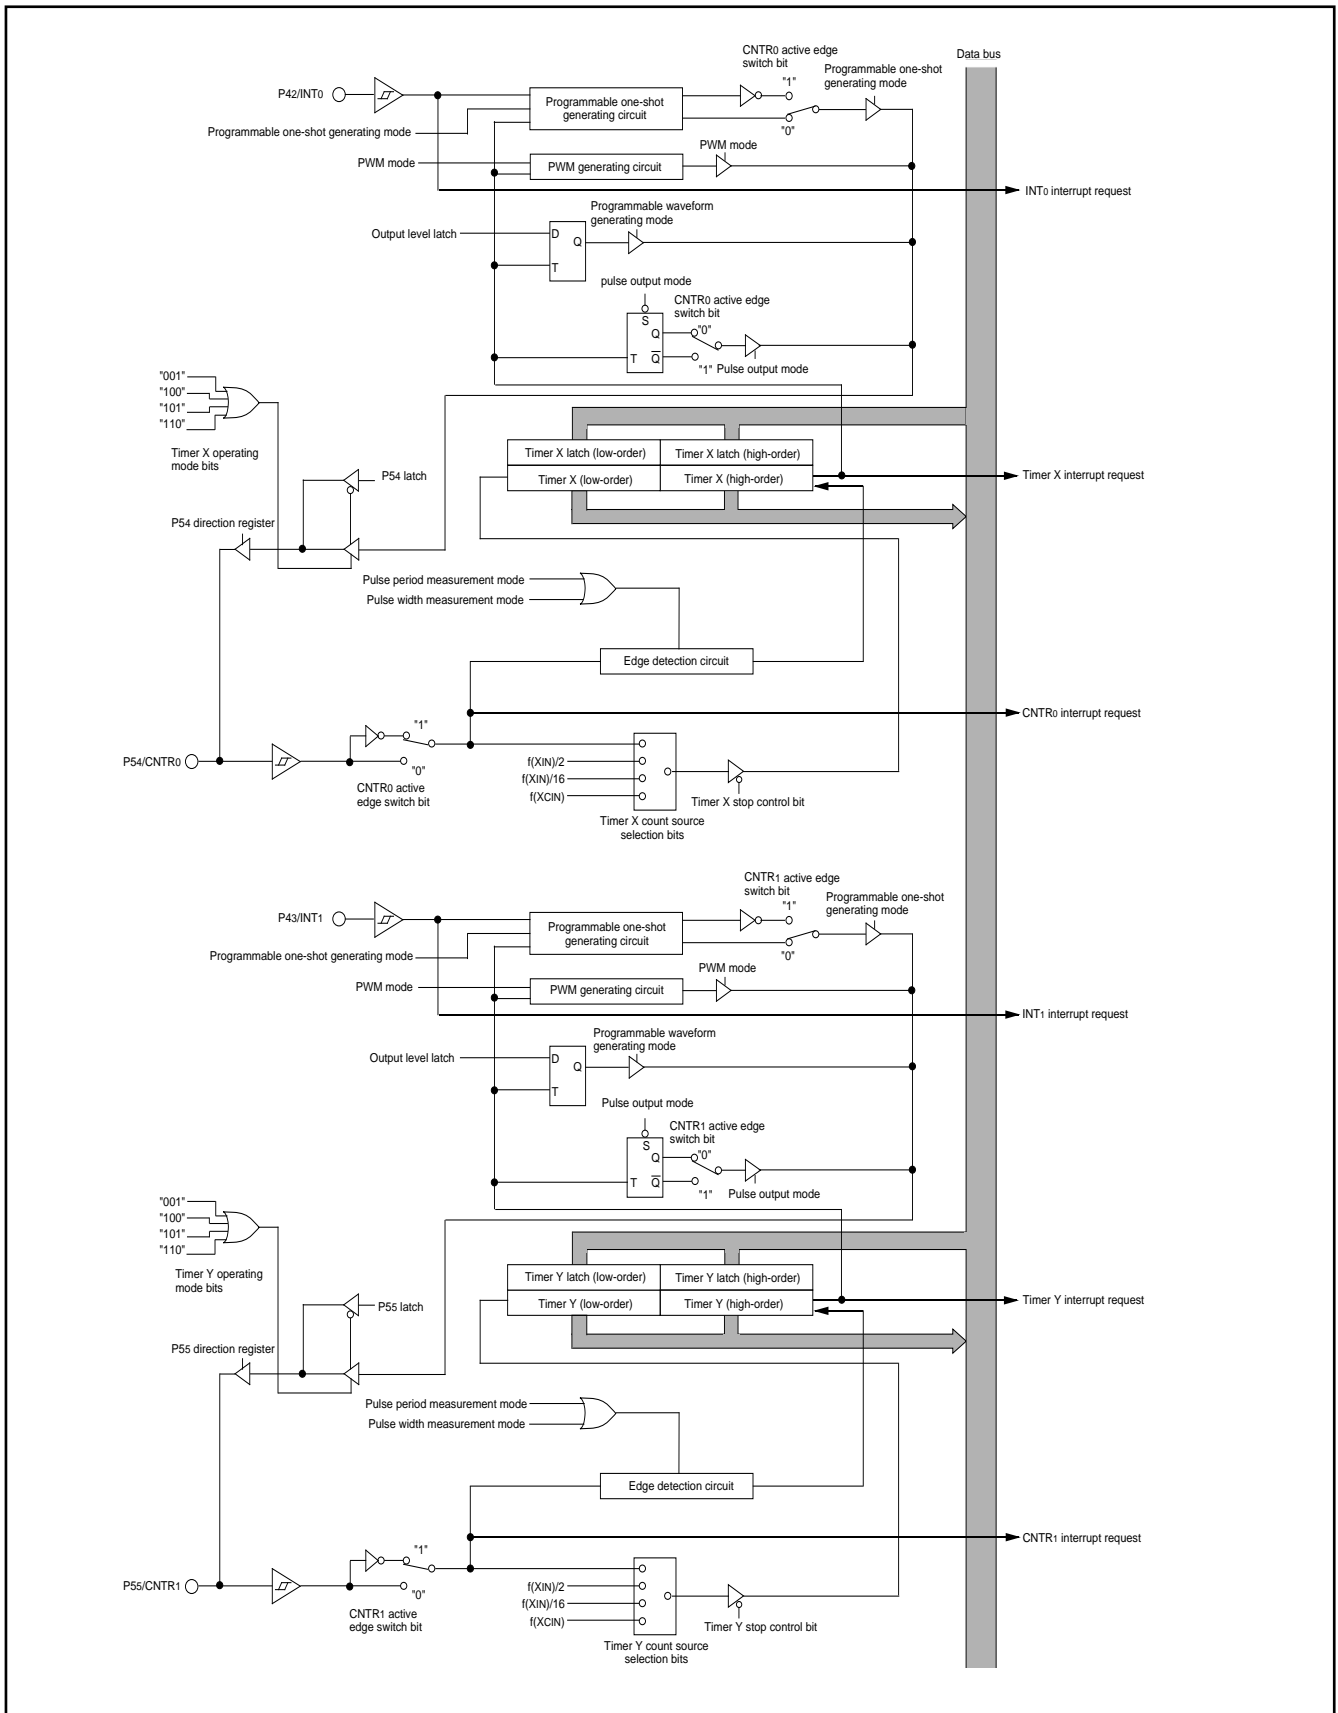 Data bus
CNTR0 active edge
switch bit
"1"
Programmable one-shot
generating mode
P42/INT0
Programmable one-shot
generating circuit
"0"
Programmable one-shot generating mode
PWM mode
PWM mode
PWM generating circuit
INT0 interrupt request
Programmable waveform
generating mode
Output level latch
D
Q
T
pulse output mode
CNTR0 active edge
switch bit
S
Q
"0"
T
Q
"1"
Pulse output mode
"001"
"100"
"101"
"110"
Timer X operating
mode bits
Timer X latch (low-order)
Timer X latch (high-order)
Timer X (low-order)
Timer X (high-order)
Timer X interrupt request
P54 latch
P54 direction register
Pulse period measurement mode
Pulse width measurement mode
Edge detection circuit
CNTR0 interrupt request
"1"
P54/CNTR0
"0"
CNTR0 active
edge switch bit
f(XIN)/2
f(XIN)/16
f(XCIN)
Timer X stop control bit
Timer X count source
selection bits
CNTR1 active edge
switch bit
"1"
Programmable one-shot
generating mode
P43/INT1
Programmable one-shot
generating circuit
"0"
Programmable one-shot generating mode
PWM mode
PWM mode
PWM generating circuit
INT1 interrupt request
Programmable waveform
generating mode
Output level latch
D
Q
T
Pulse output mode
CNTR1 active edge
switch bit
S
Q
"0"
T
Q
"1"
Pulse output mode
"001"
"100"
"101"
"110"
Timer Y operating
mode bits
Timer Y latch (low-order)
Timer Y latch (high-order)
Timer Y (low-order)
Timer Y (high-order)
Timer Y interrupt request
P55 latch
P55 direction register
Pulse period measurement mode
Pulse width measurement mode
Edge detection circuit
CNTR1 interrupt request
"1"
P55/CNTR1
"0"
CNTR1 active
edge switch bit
f(XIN)/2
f(XIN)/16
f(XCIN)
Timer Y stop control bit
Timer Y count source
selection bits